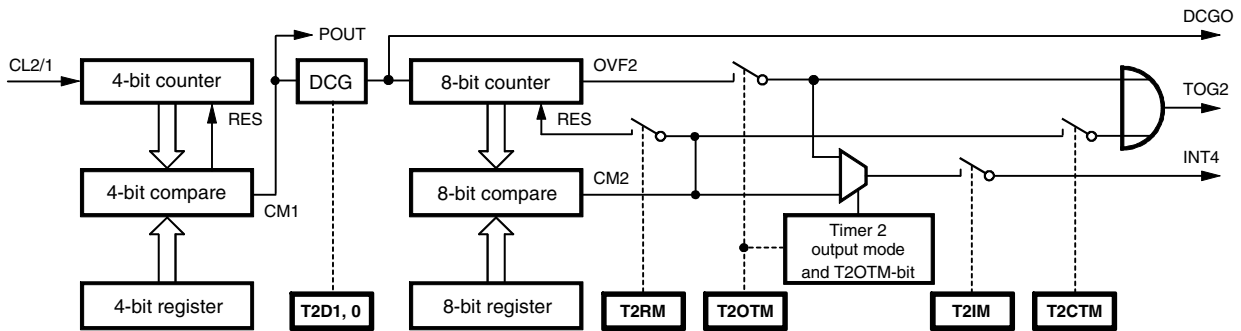 DCGO
POUT
CL2/1
4-bit counter
DCG
8-bit counter
OVF2
TOG2
RES
RES
INT4
4-bit compare
CM1
8-bit compare
CM2
Timer 2
output mode
and T2OTM-bit
4-bit register
T2D1, 0
8-bit register
T2RM
T2OTM
T2IM
T2CTM